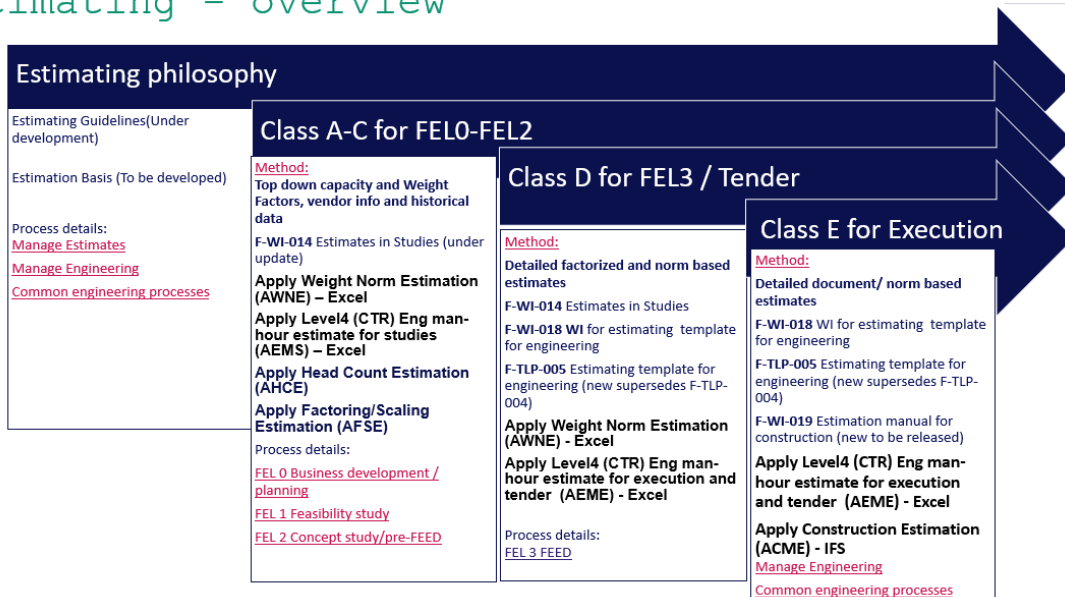 timating – overview
Estimating philosophy
Estimating Guidelines(Under
development)
Estimation Basis (To be developed)
Process details:
Manage Estimates
Manage Engineering
Common engineering processes
Class A-C for FEL0-FEL2
Method:
Top down capacity and Weight
Factors, vendor info and historical
data
F-WI-014 Estimates in Studies (under
update)
Apply Weight Norm Estimation
(AWNE) – Excel
Apply Level4 (CTR) Eng man-
hour estimate for studies
(AEMS) – Excel
Apply Head Count Estimation
(AHCE)
Apply Factoring/Scaling
Estimation (AFSE)
Process details:
FEL 0 Business development /
planning
FEL 1 Feasibility study
FEL 2 Concept study/pre-FEED
Class D for FEL3 / Tender
Method:
Detailed factorized and norm based
estimates
F-WI-014 Estimates in Studies
F-WI-018 WI for estimating template
for engineering
F-TLP-005 Estimating template for
engineering (new supersedes F-TLP-
004)
Apply Weight Norm Estimation
(AWNE) - Excel
Apply Level4 (CTR) Eng man-
hour estimate for execution and
tender (AEME) - Excel
Process details:
FEL 3 FEED
Class E for Execution
Method:
Detailed document/ norm based
estimates
F-WI-018 WI for estimating template
for engineering
F-TLP-005 Estimating template for
engineering (new supersedes F-TLP-
004)
F-WI-019 Estimation manual for
construction (new to be released)
Apply Level4 (CTR) Eng man-
hour estimate for execution
and tender (AEME) - Excel
Apply Construction Estimation
(ACME) - IFS
Manage Engineering
Common engineering processes